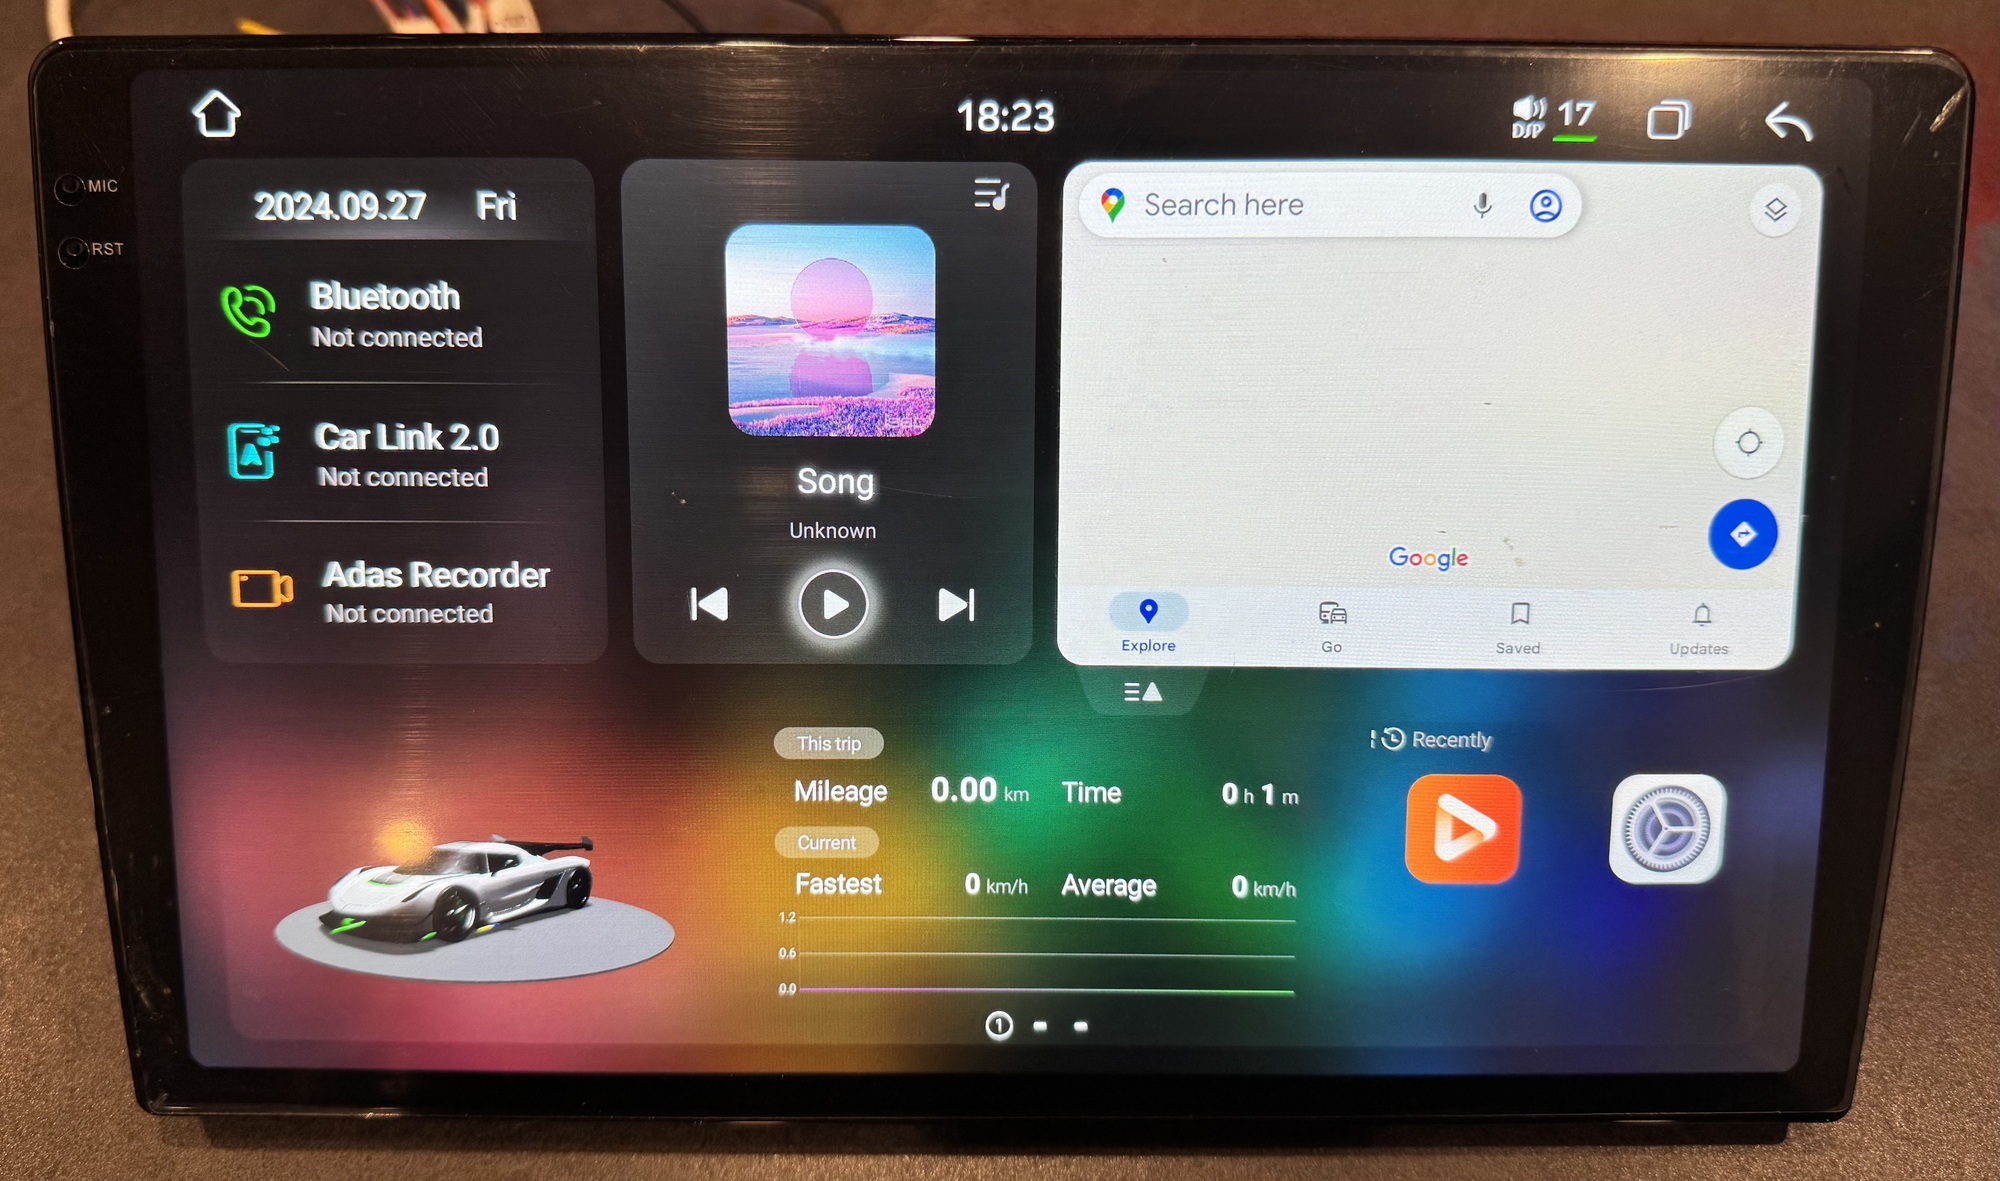 18:23
DSP 17
MIC
RST
2024.09.27 Fri
Bluetooth
Not connected
Car Link 2.0
Not connected
Adas Recorder
Not connected
Song
Unknown
Search here
Google
Explore
Go
Saved
Updates
This trip
Mileage 0.00 km Time 0 h 1 m
Current
Fastest 0 km/h Average 0 km/h
1.2
0.6
0.0
1
Recently